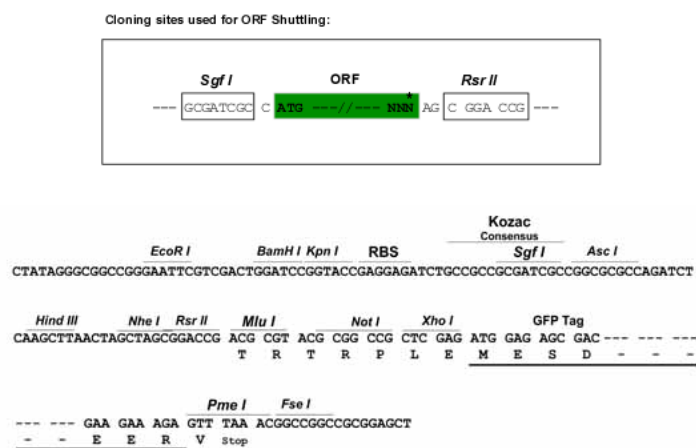 Cloning sites used for ORF Shuttling:
Sgf I ORF Rsr II
*
--- GCGATCGC C ATG ---//--- NNN AG C GGA CCG ---
Kozac
Consensus
EcoR I BamH I Kpn I RBS Sgf I Asc I
CTATAGGGCGGCCGGGAATTCGTCGACTGGATCCGGTACCGAGGAGATCTGCCGCCGCGATCGCCGGCGCGCCAGATCT
Hind III Nhe I Rsr II Mlu I Not I Xho I GFP Tag
CAAGCTTAACTAGCTAGCGGACCG ACG CGT ACG CGG CCG CTC GAG ATG GAG AGC GAC --- --- ---
T R T R P L E M E S D - - -
Pme I Fse I
--- --- GAA GAA AGA GTT TAA ACGGCCGGCCGCGGAGCT
- - E E R V Stop